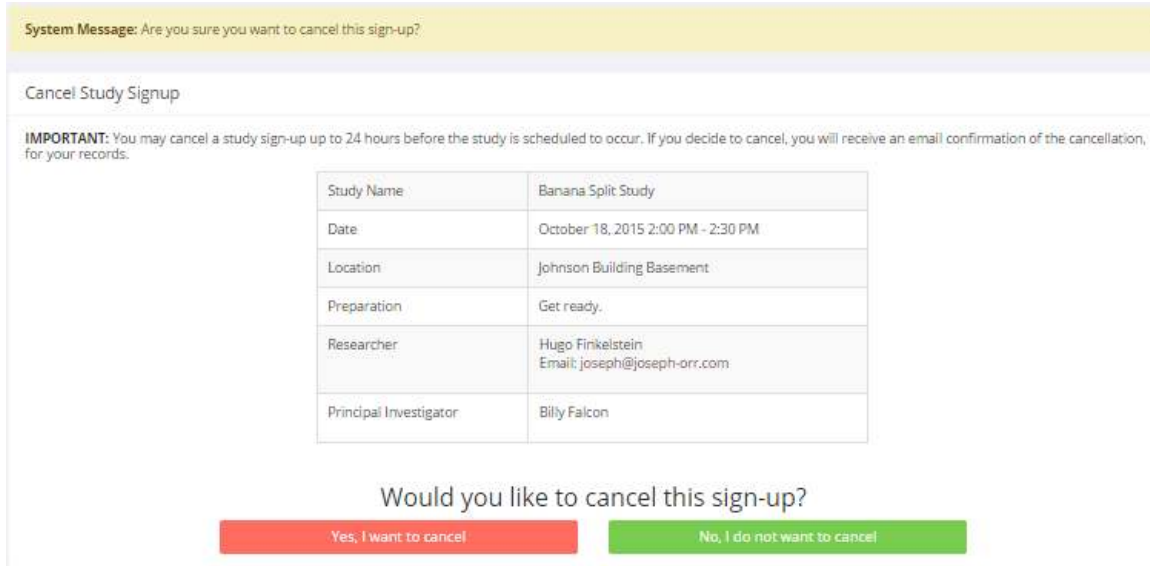 System Message: Are you sure you want to cancel this sign-up?
Cancel Study Signup
IMPORTANT: You may cancel a study sign-up up to 24 hours before the study is scheduled to occur. If you decide to cancel, you will receive an email confirmation of the cancellation,
for your records.
Study Name Banana Split Study
Date October 18, 2015 2:00 PM - 2:30 PM
Location Johnson Building Basement
Preparation Get ready.
Researcher Hugo Finkelstein
Email: joseph@joseph-orr.com
Principal Investigator Billy Falcon
Would you like to cancel this sign-up?
Yes, I want to cancel No, I do not want to cancel